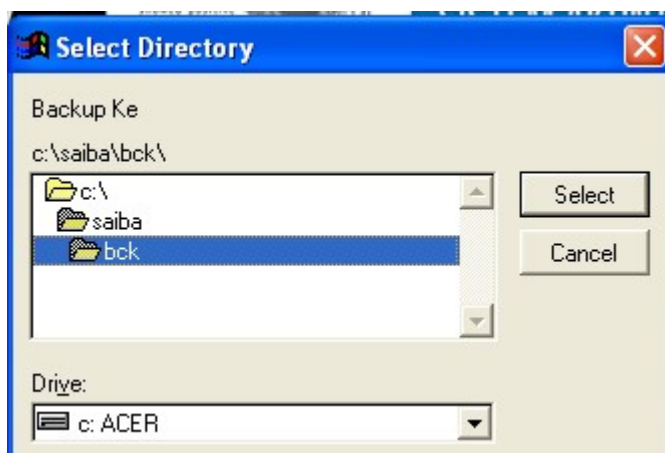 Select Directory
Backup Ke
c:\saiba\bck\
c:\
saiba
bck
Select
Cancel
Drive:
c: ACER